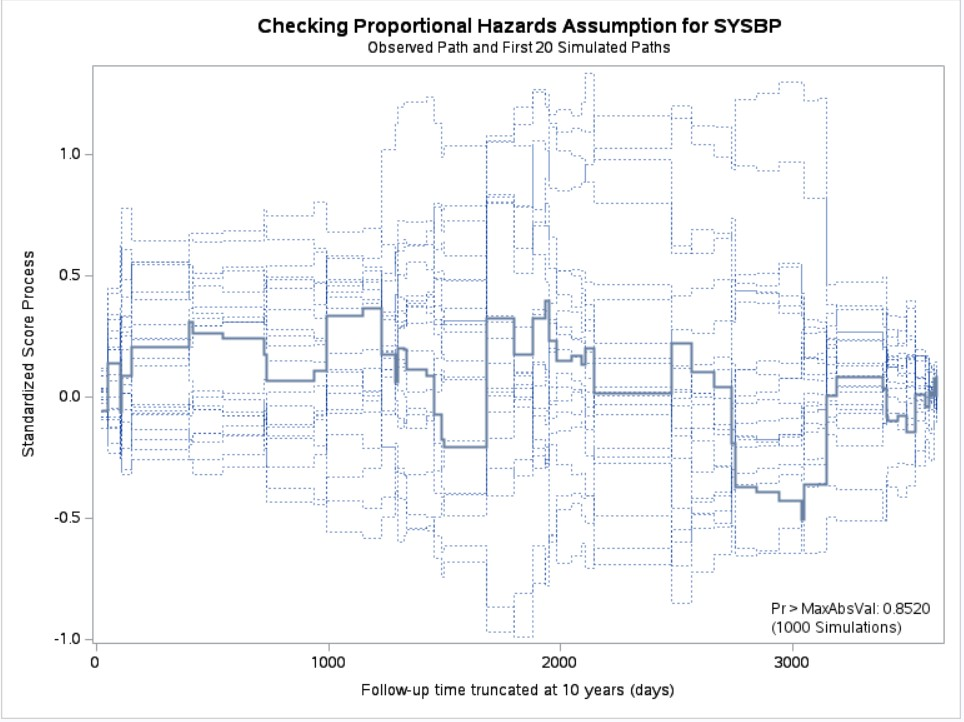 Checking Proportional Hazards Assumption for SYSBP
Observed Path and First 20 Simulated Paths
Standardized Score Process
1.0
0.5
0.0
-0.5
-1.0
Pr > MaxAbsVal: 0.8520
(1000 Simulations)
0 1000 2000 3000
Follow-up time truncated at 10 years (days)